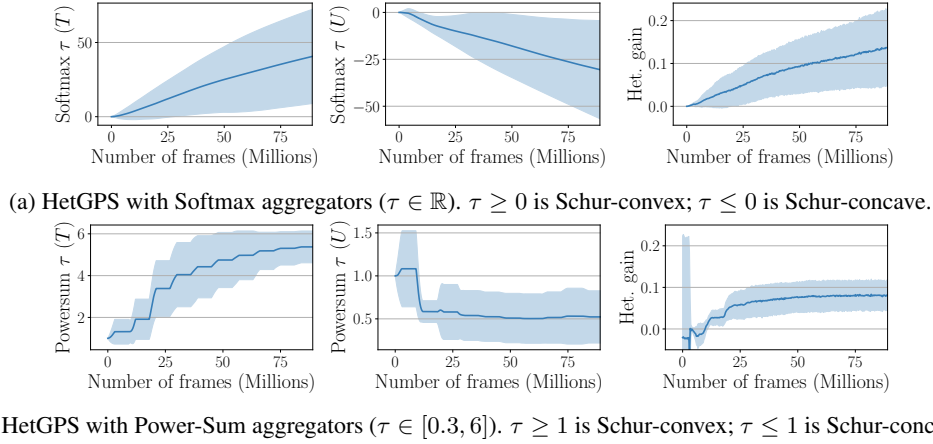 Softmax τ (T)
50
0
0 25 50 75
Number of frames (Millions)
Softmax τ (U)
0
−25
−50
0 25 50 75
Number of frames (Millions)
Het. gain
0.2
0.1
0.0
0 25 50 75
Number of frames (Millions)
(a) HetGPS with Softmax aggregators (τ ∈ ℝ). τ ≥ 0 is Schur-convex; τ ≤ 0 is Schur-concave.
Powersum τ (T)
6
4
2
0 25 50 75
Number of frames (Millions)
Powersum τ (U)
1.5
1.0
0.5
0 25 50 75
Number of frames (Millions)
Het. gain
0.2
0.1
0.0
0 25 50 75
Number of frames (Millions)
HetGPS with Power-Sum aggregators (τ ∈ [0.3, 6]). τ ≥ 1 is Schur-convex; τ ≤ 1 is Schur-conc